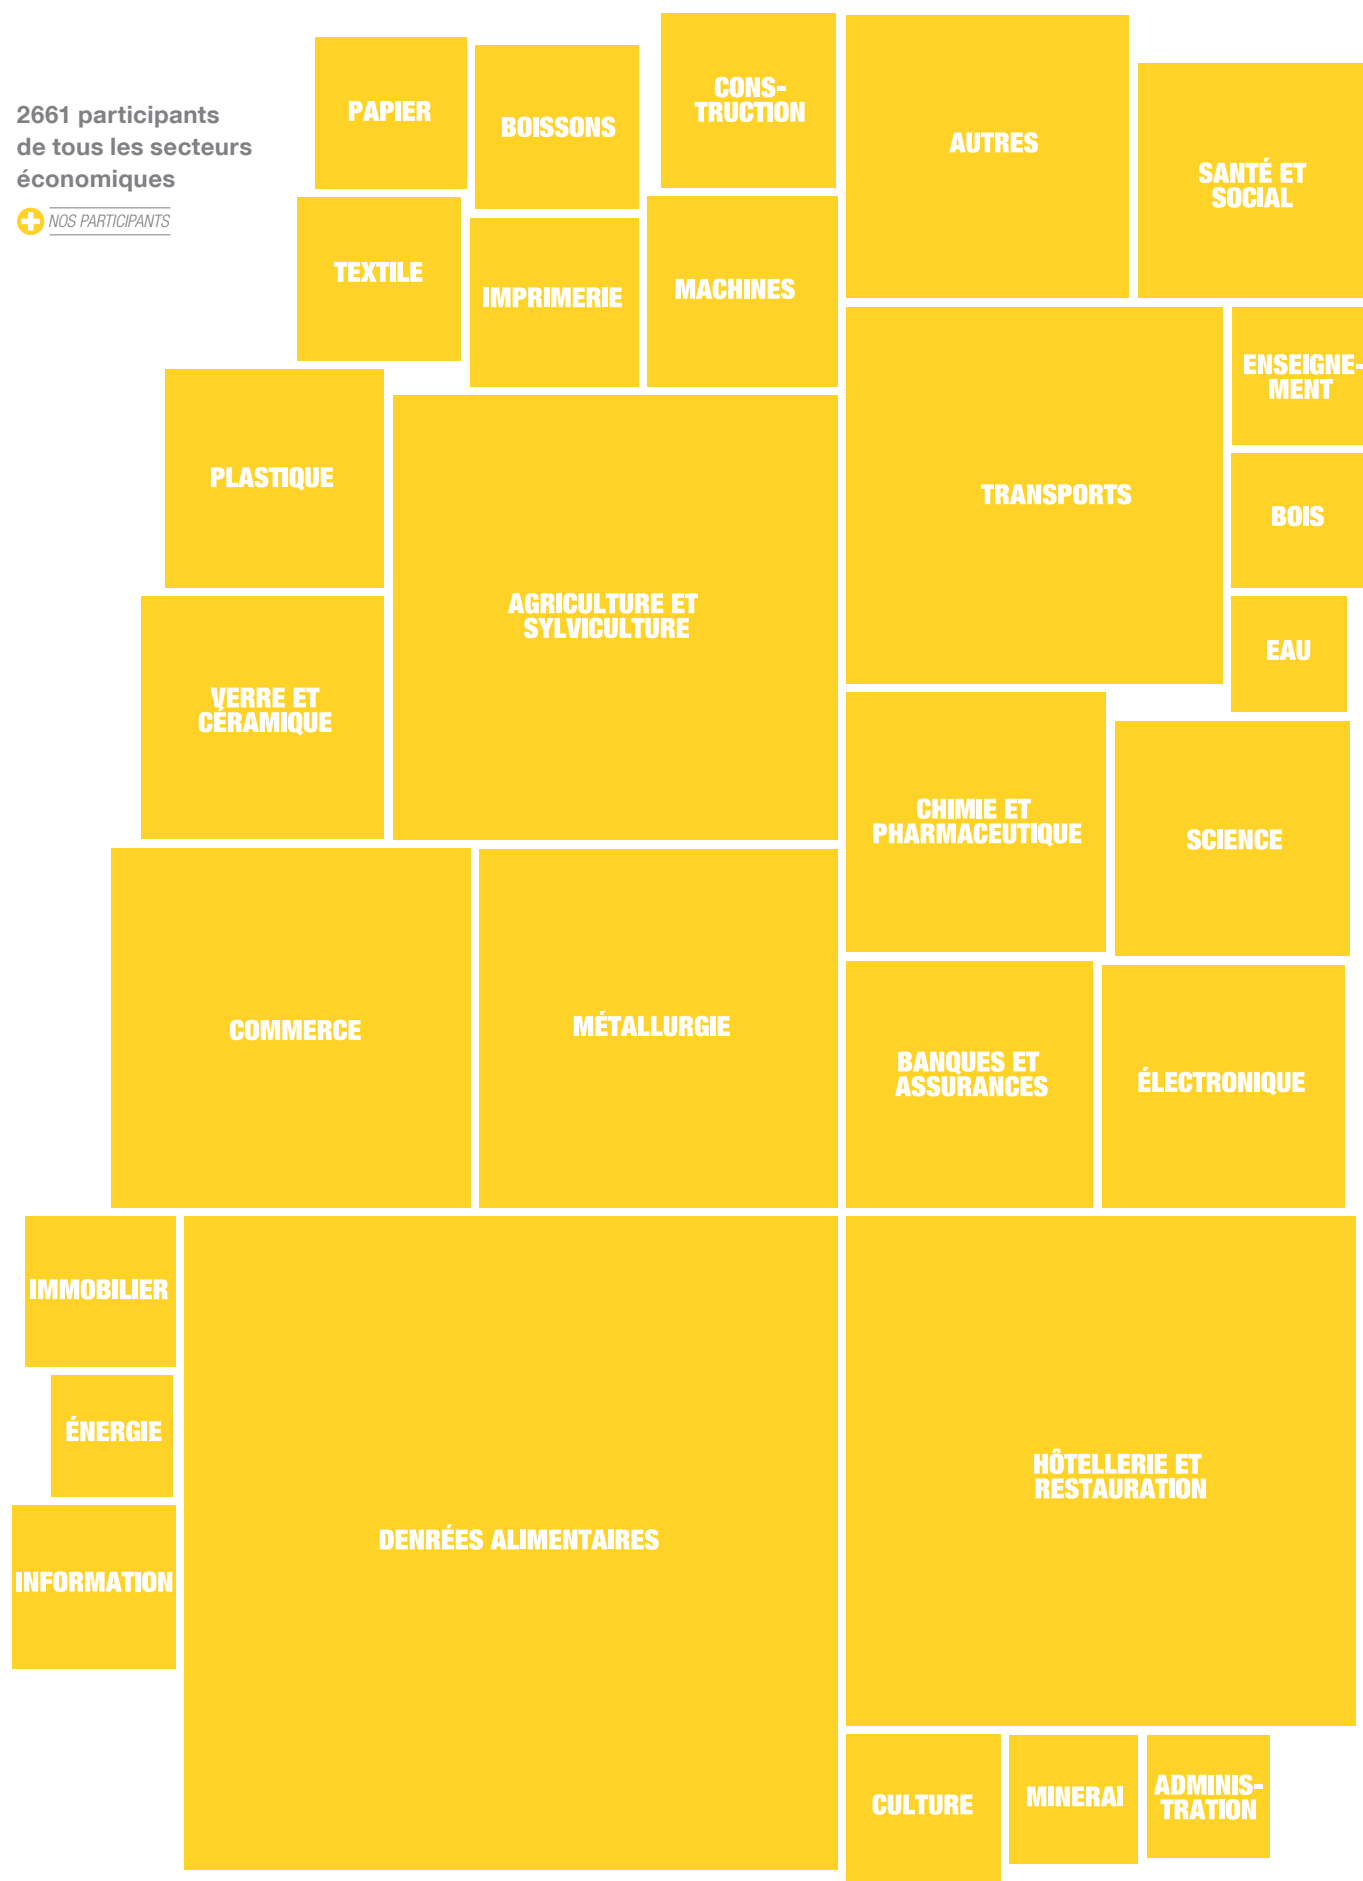 2661 participants
de tous les secteurs
économiques
NOS PARTICIPANTS
PAPIER
BOISSONS
CONS-
TRUCTION
AUTRES
SANTÉ ET
SOCIAL
TEXTILE
IMPRIMERIE
MACHINES
ENSEIGNE-
MENT
PLASTIQUE
TRANSPORTS
BOIS
AGRICULTURE ET
SYLVICULTURE
EAU
VERRE ET
CÉRAMIQUE
CHIMIE ET
PHARMACEUTIQUE
SCIENCE
COMMERCE
MÉTALLURGIE
BANQUES ET
ASSURANCES
ÉLECTRONIQUE
IMMOBILIER
ÉNERGIE
HÔTELLERIE ET
RESTAURATION
DENRÉES ALIMENTAIRES
INFORMATION
CULTURE
MINERAI
ADMINIS-
TRATION